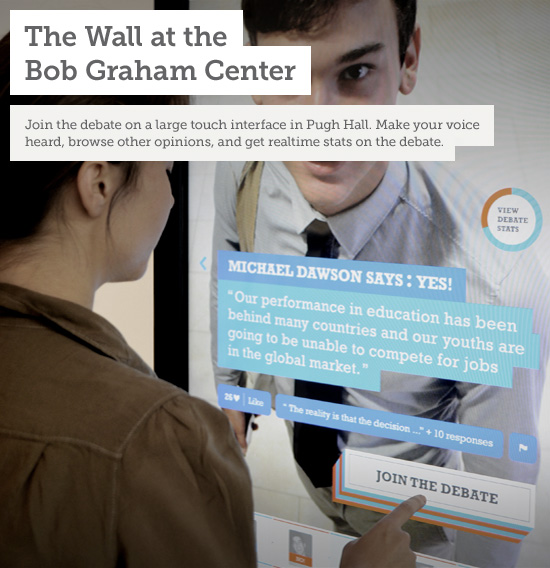 The Wall at the
Bob Graham Center
Join the debate on a large touch interface in Pugh Hall. Make your voice
heard, browse other opinions, and get realtime stats on the debate.
VIEW
DEBATE
STATS
MICHAEL DAWSON SAYS: YES!
"Our performance in education has been
behind many countries and our youths are
going to be unable to compete for jobs
in the global market."
26♥ Like
"The reality is that the decision ..." + 10 responses
JOIN THE DEBATE